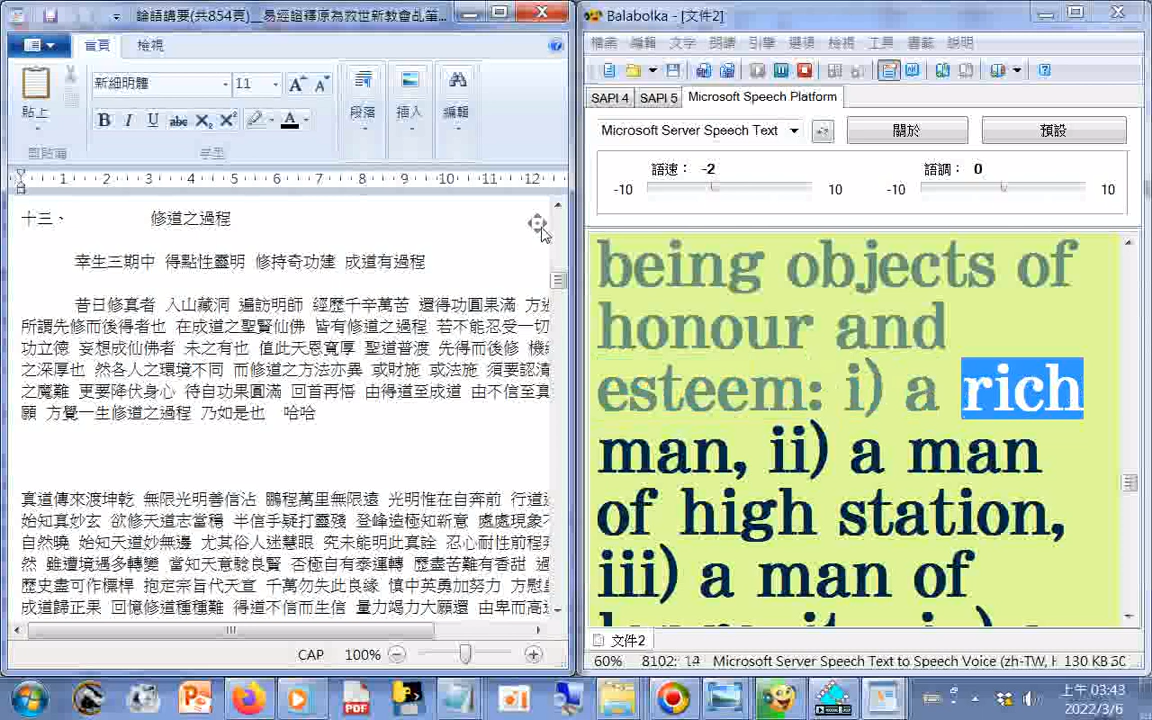 論語講要(共854頁)__易經證釋原為救世新教會乩筆...
首頁
檢視
貼上
剪貼簿
新細明體
11
字型
段落
插入
編輯
1 2 3 4 5 6 7 8 9 10 11 12
十三、 修道之過程
幸生三期中 得點性靈明 修持奇功建 成道有過程
昔日修真者 入山藏洞 遍訪明師 經歷千辛萬苦 還得功圓果滿 方
所謂先修而後得者也 在成道之聖賢仙佛 皆有修道之過程 若不能忍受一切
功立德 妄想成仙佛者 未之有也 值此天恩寬厚 聖道普渡 先得而後修 機
之深厚也 然各人之環境不同 而修道之方法亦異 或財施 或法施 須要認清
之魔難 更要降伏身心 待自功果圓滿 回首再悟 由得道至成道 由不信至真
願 方覺一生修道之過程 乃如是也 哈哈
真道傳來渡坤乾 無限光明善信沾 鵬程萬里無限遠 光明惟在自奔前 行道
始知真妙玄 欲修天道志當穩 半信半疑打靈殘 登峰造極知新意 處處現象
自然曉 始知天道妙無邊 尤其俗人迷慧眼 究未能明此真詮 忍心耐性前程
然 雖遭境遇多轉變 當知天意驗良賢 否極自有泰運轉 歷盡苦難有香甜 過
歷史盡可作標桿 抱定宗旨代天宣 千萬勿失此良緣 慎中英勇加努力 方慰
成道歸正果 回憶修道種種難 得道不信而生信 量力竭力大願還 由卑而高
CAP 100%
Balabolka - [文件2]
檔案 編輯 文字 朗讀 引擎 選項 檢視 工具 書籤 說明
SAPI 4 SAPI 5 Microsoft Speech Platform
Microsoft Server Speech Text
關於
預設
語速: -2
語調: 0
-10 10 -10 10
being objects of
honour and
esteem: i) a rich
man, ii) a man
of high station,
iii) a man of
文件2
60% 8102: 14 Microsoft Server Speech Text to Speech Voice (zh-TW, H 130 KB
上午 03:43
2022/3/6